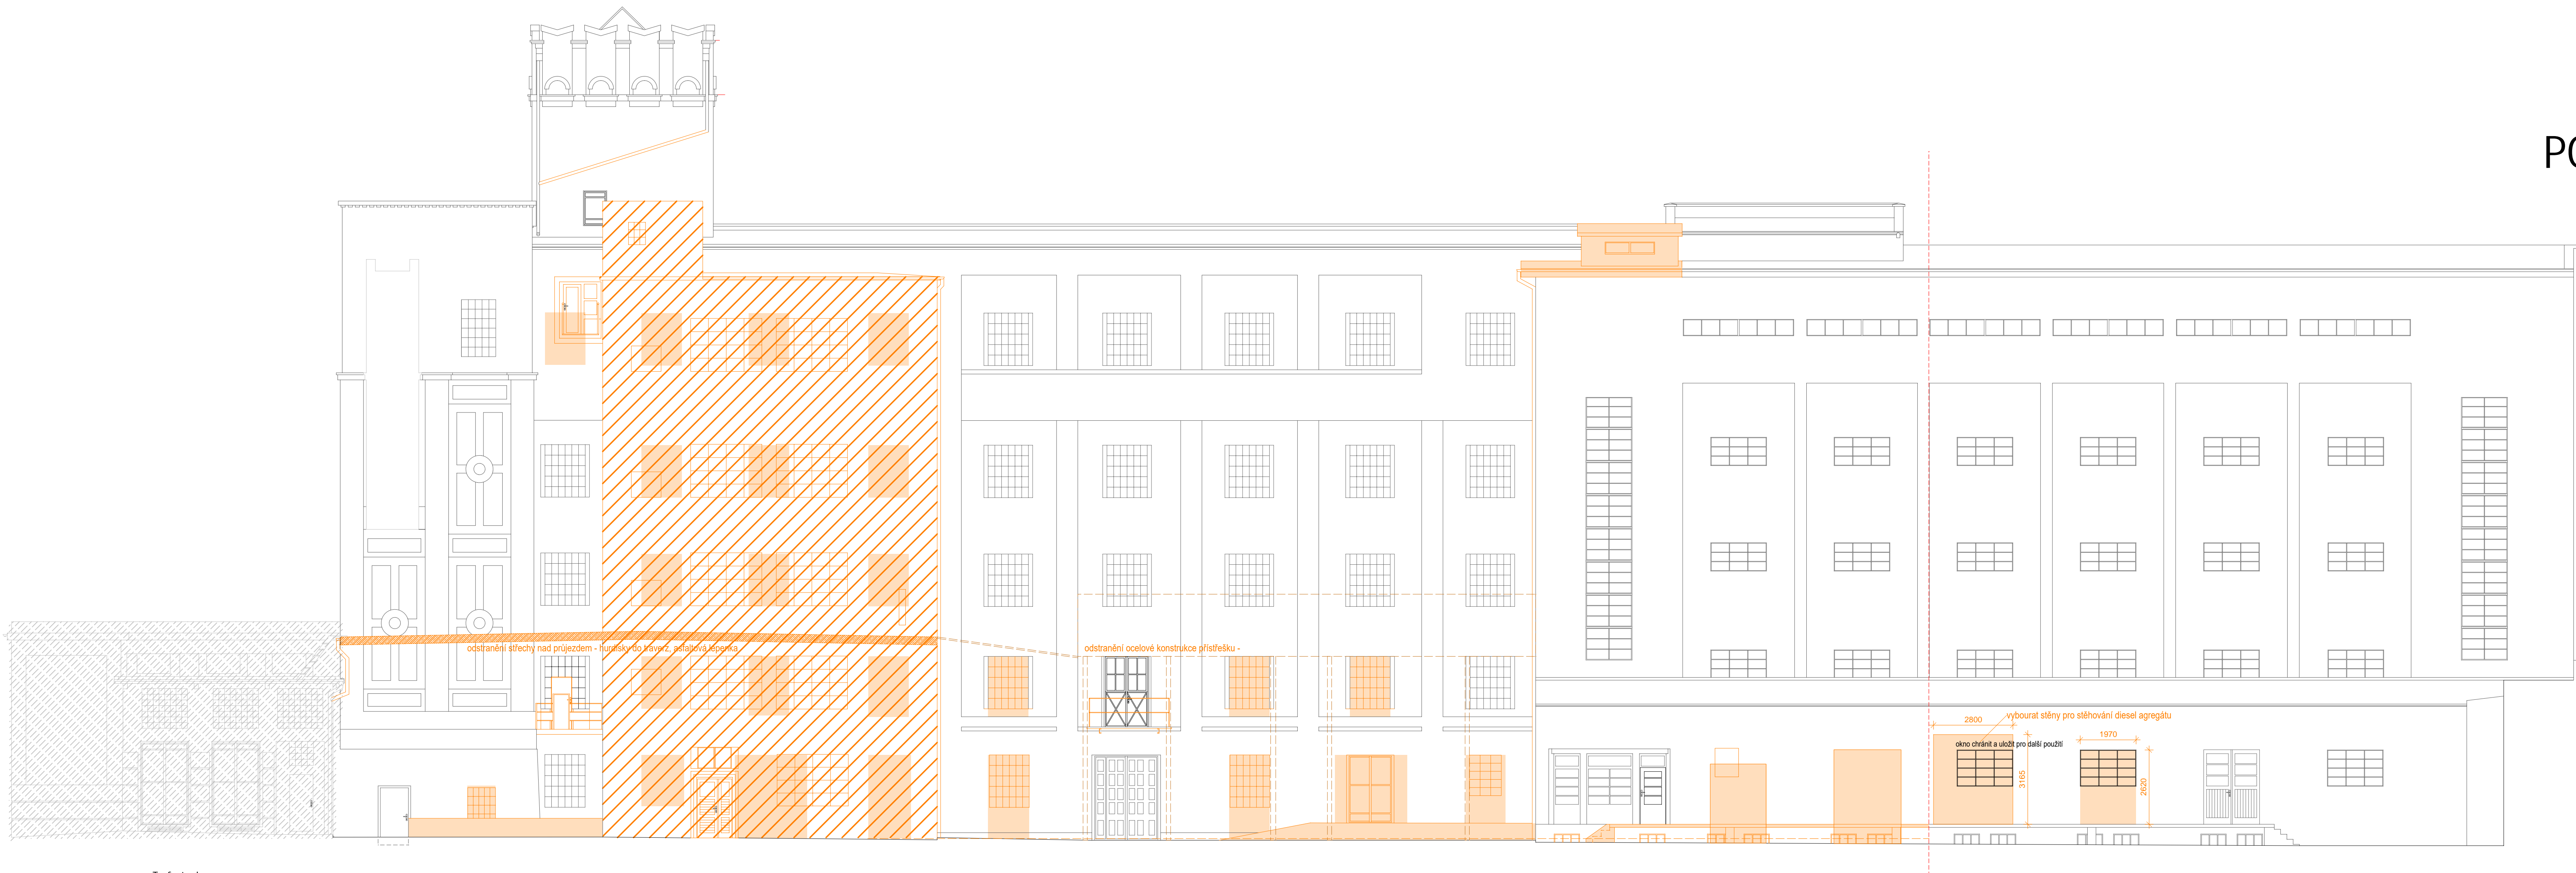 PO
odstranění střechy nad průjezdem - hurdisky do traverz, asfaltová lepenka
odstranění ocelové konstrukce přístřešku -
vybourat stěny pro stěhování diesel agregátu
2800
1970
okno chránit a uložit pro další použití
3165
2620